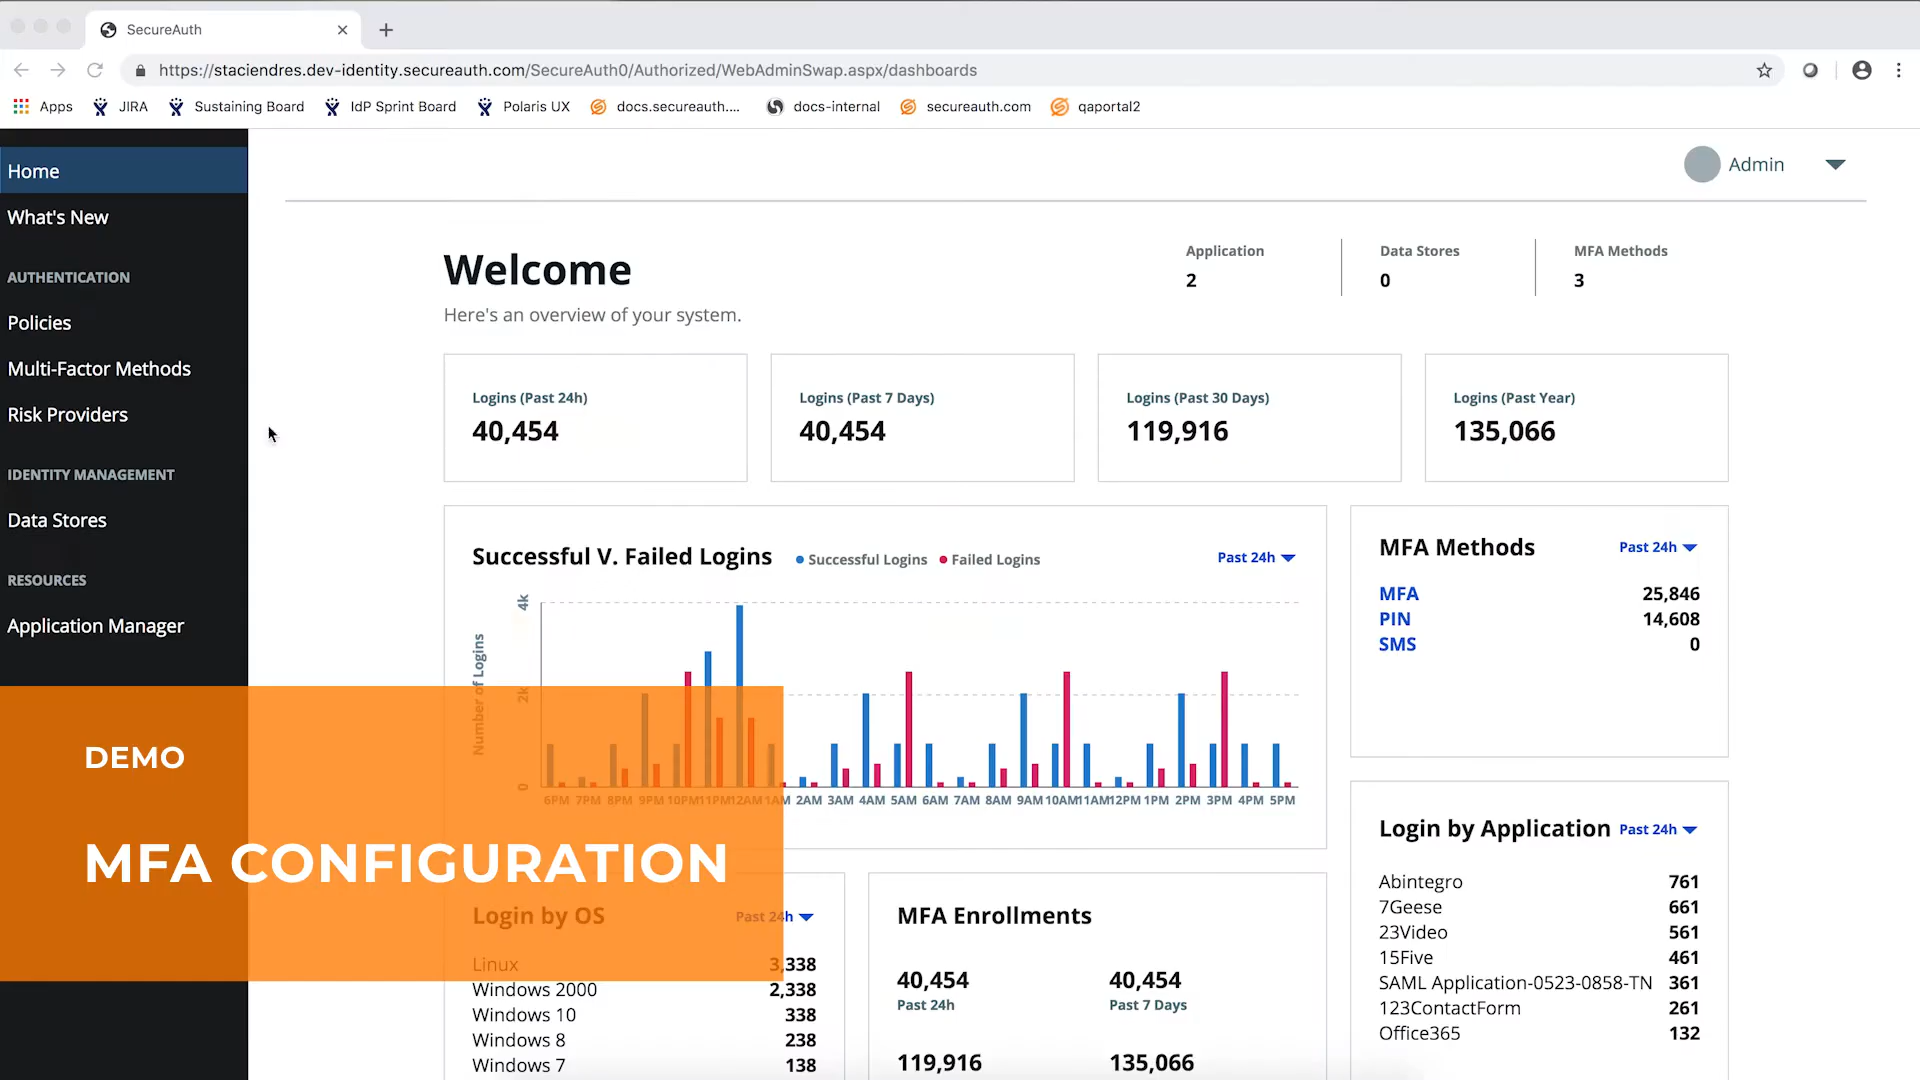 SecureAuth
https://staciendres.dev-identity.secureauth.com/SecureAuth0/Authorized/WebAdminSwap.aspx/dashboards
Apps JIRA Sustaining Board IdP Sprint Board Polaris UX docs.secureauth.... docs-internal secureauth.com qaportal2
Home
What's New
AUTHENTICATION
Policies
Multi-Factor Methods
Risk Providers
IDENTITY MANAGEMENT
Data Stores
RESOURCES
Application Manager
Admin
Welcome
Here's an overview of your system.
Application
2
Data Stores
0
MFA Methods
3
Logins (Past 24h)
40,454
Logins (Past 7 Days)
40,454
Logins (Past 30 Days)
119,916
Logins (Past Year)
135,066
Successful V. Failed Logins Successful Logins Failed Logins Past 24h
Number of Logins
4k
2k
0
6PM 7PM 8PM 9PM 10PM 11PM 12AM 1AM 2AM 3AM 4AM 5AM 6AM 7AM 8AM 9AM 10AM 11AM 12PM 1PM 2PM 3PM 4PM 5PM
MFA Methods Past 24h
MFA 25,846
PIN 14,608
SMS 0
DEMO
MFA CONFIGURATION
Login by OS Past 24h
Linux 3,338
Windows 2000 2,338
Windows 10 338
Windows 8 238
Windows 7 138
MFA Enrollments
40,454 40,454
Past 24h Past 7 Days
119,916 135,066
Login by Application Past 24h
Abintegro 761
7Geese 661
23Video 561
15Five 461
SAML Application-0523-0858-TN 361
123ContactForm 261
Office365 132